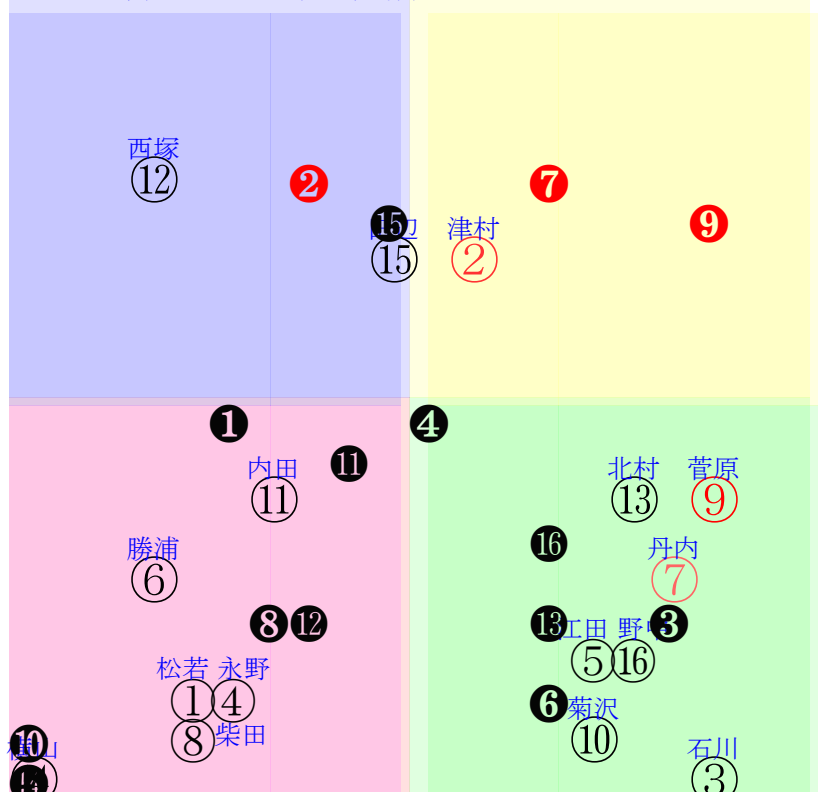 西塚
⑫ ❷ ❼
⓯ 津村 ❾
⑮ ②
❶ ❹
内田 ⓫ 北村 菅原
⑪ ⑬ ⑨
勝浦 ⓰ 丹内
⑥ ⑦
❽ ⓬ ⓭ 江田 ❸
⑤ ⑯
松若 永野
① ④ ❻ 菊沢
⑧ 柴田 ⑩
❿ 石川
③